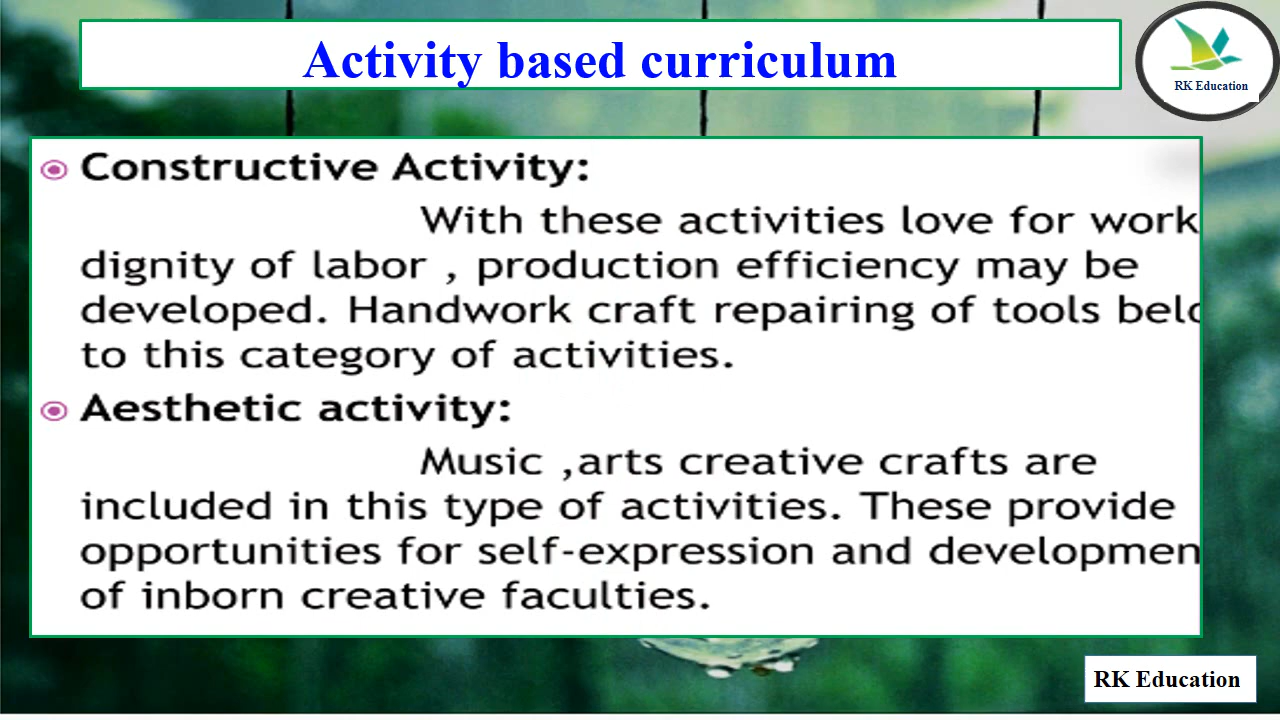 Activity based curriculum
RK Education
Constructive Activity:
With these activities love for work
dignity of labor , production efficiency may be
developed. Handwork craft repairing of tools
to this category of activities.
Aesthetic activity:
Music ,arts creative crafts are
included in this type of activities. These provide
opportunities for self-expression and developmen
of inborn creative faculties.
RK Education